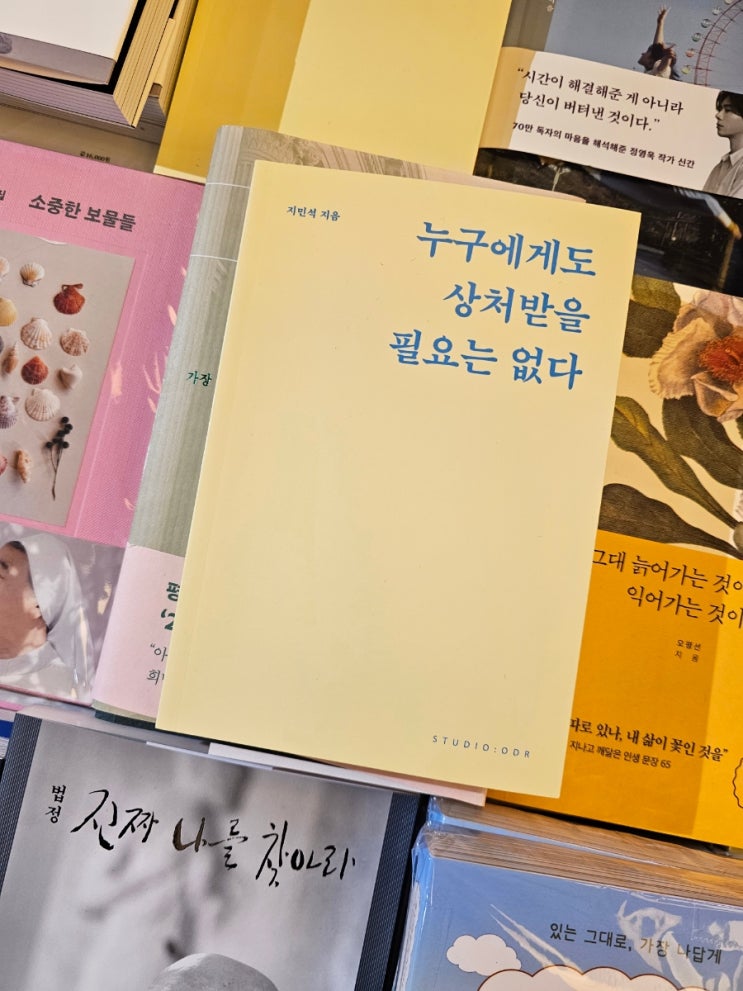 "시간이 해결해준 게 아니라
당신이 버텨낸 것이다."
70만 독자의 마음을 해석해준 정영욱 작가 신간
소중한 보물들
지민석 지음
누구에게도
상처받을
필요는 없다
STUDIO:ODR
가장
"아
그대 늙어가는 것이
익어가는 것이
오평선
지음
따로 있나, 내 삶이 꽃인 것을"
지나고 깨달은 인생 문장 65
법정
진짜 나를 찾아라
있는 그대로, 가장 나답게